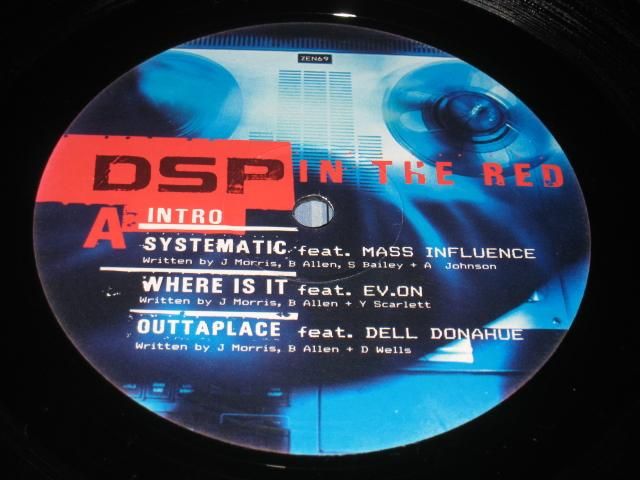 ZEN69
DSP IN THE RED
A
INTRO
SYSTEMATIC feat. MASS INFLUENCE
Written by J Morris, B Allen, S Bailey + A Johnson
WHERE IS IT feat. EV.ON
Written by J Morris, B Allen + Y Scarlett
OUTTAPLACE feat. DELL DONAHUE
Written by J Morris, B Allen + D Wells